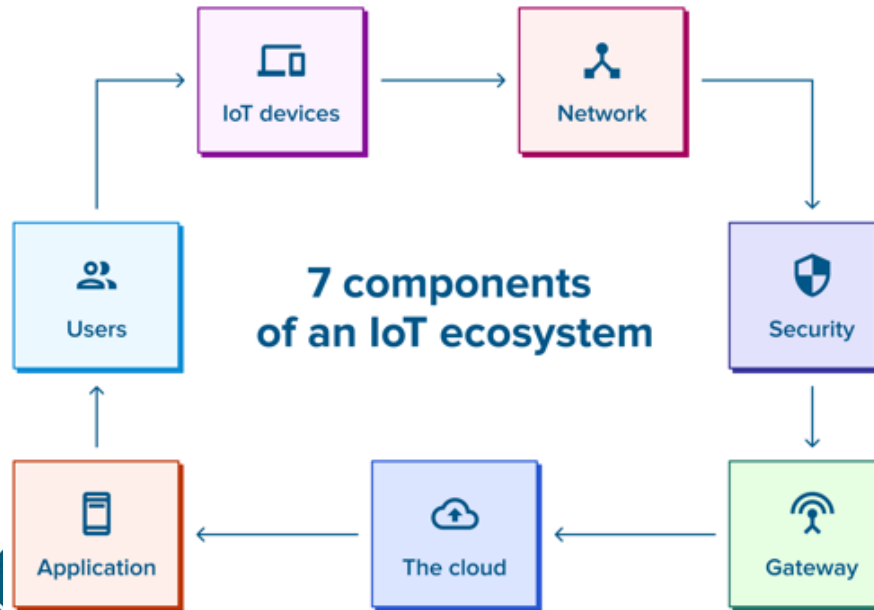 IoT devices
Network
Users
7 components
of an IoT ecosystem
Security
Application
The cloud
Gateway